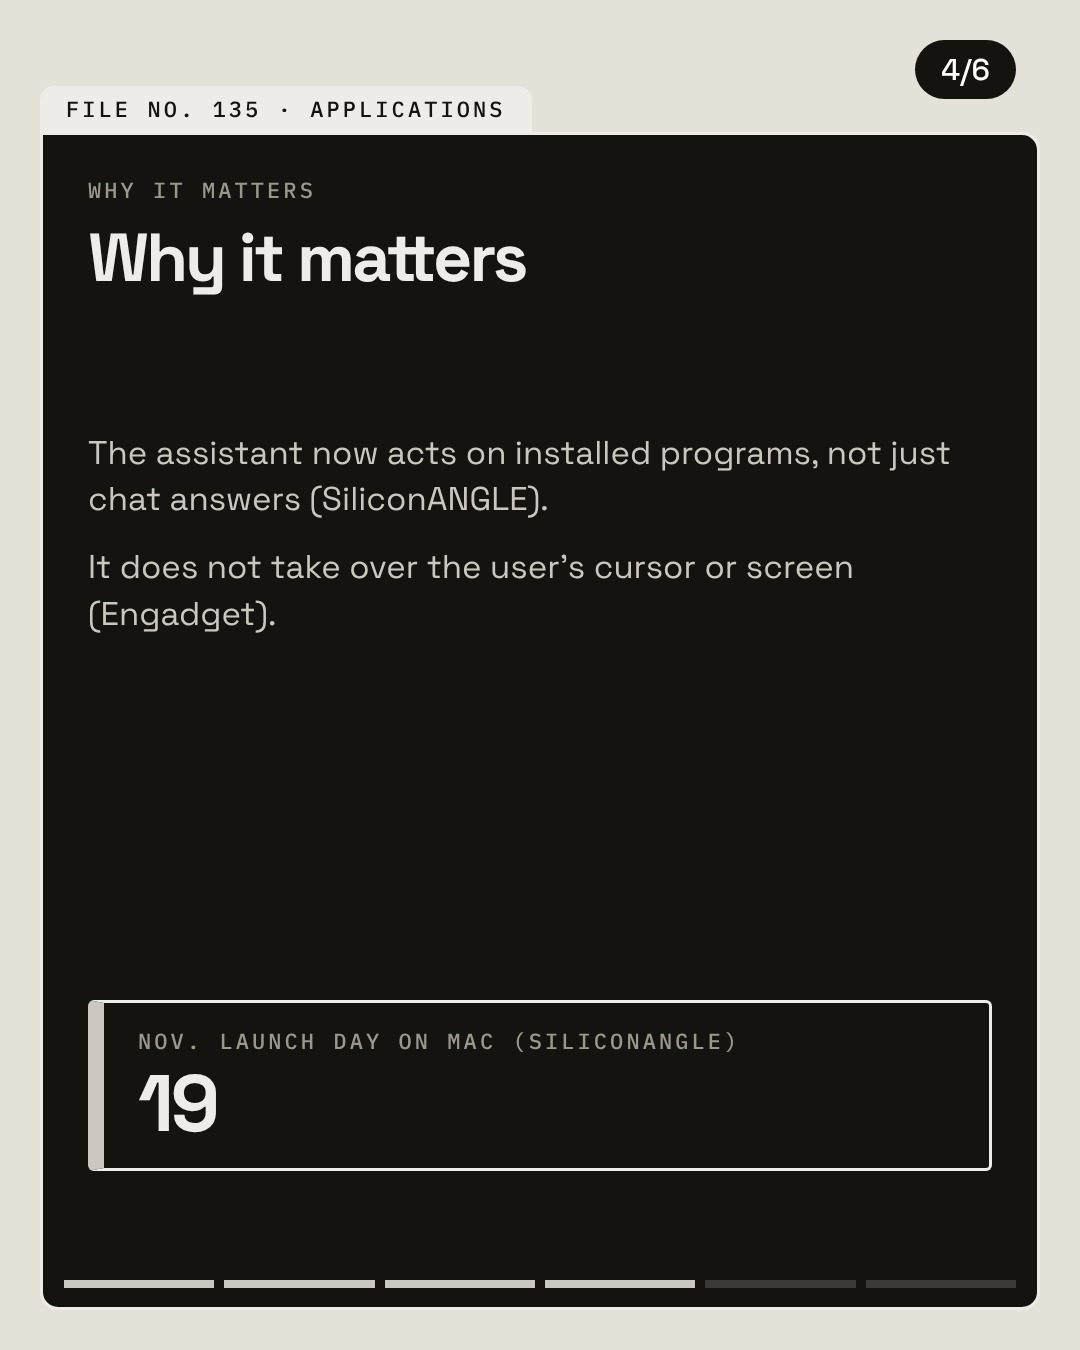 4/6
FILE NO. 135 · APPLICATIONS
WHY IT MATTERS
Why it matters
The assistant now acts on installed programs, not just
chat answers (SiliconANGLE).
It does not take over the user’s cursor or screen
(Engadget).
NOV. LAUNCH DAY ON MAC (SILICONANGLE)
19